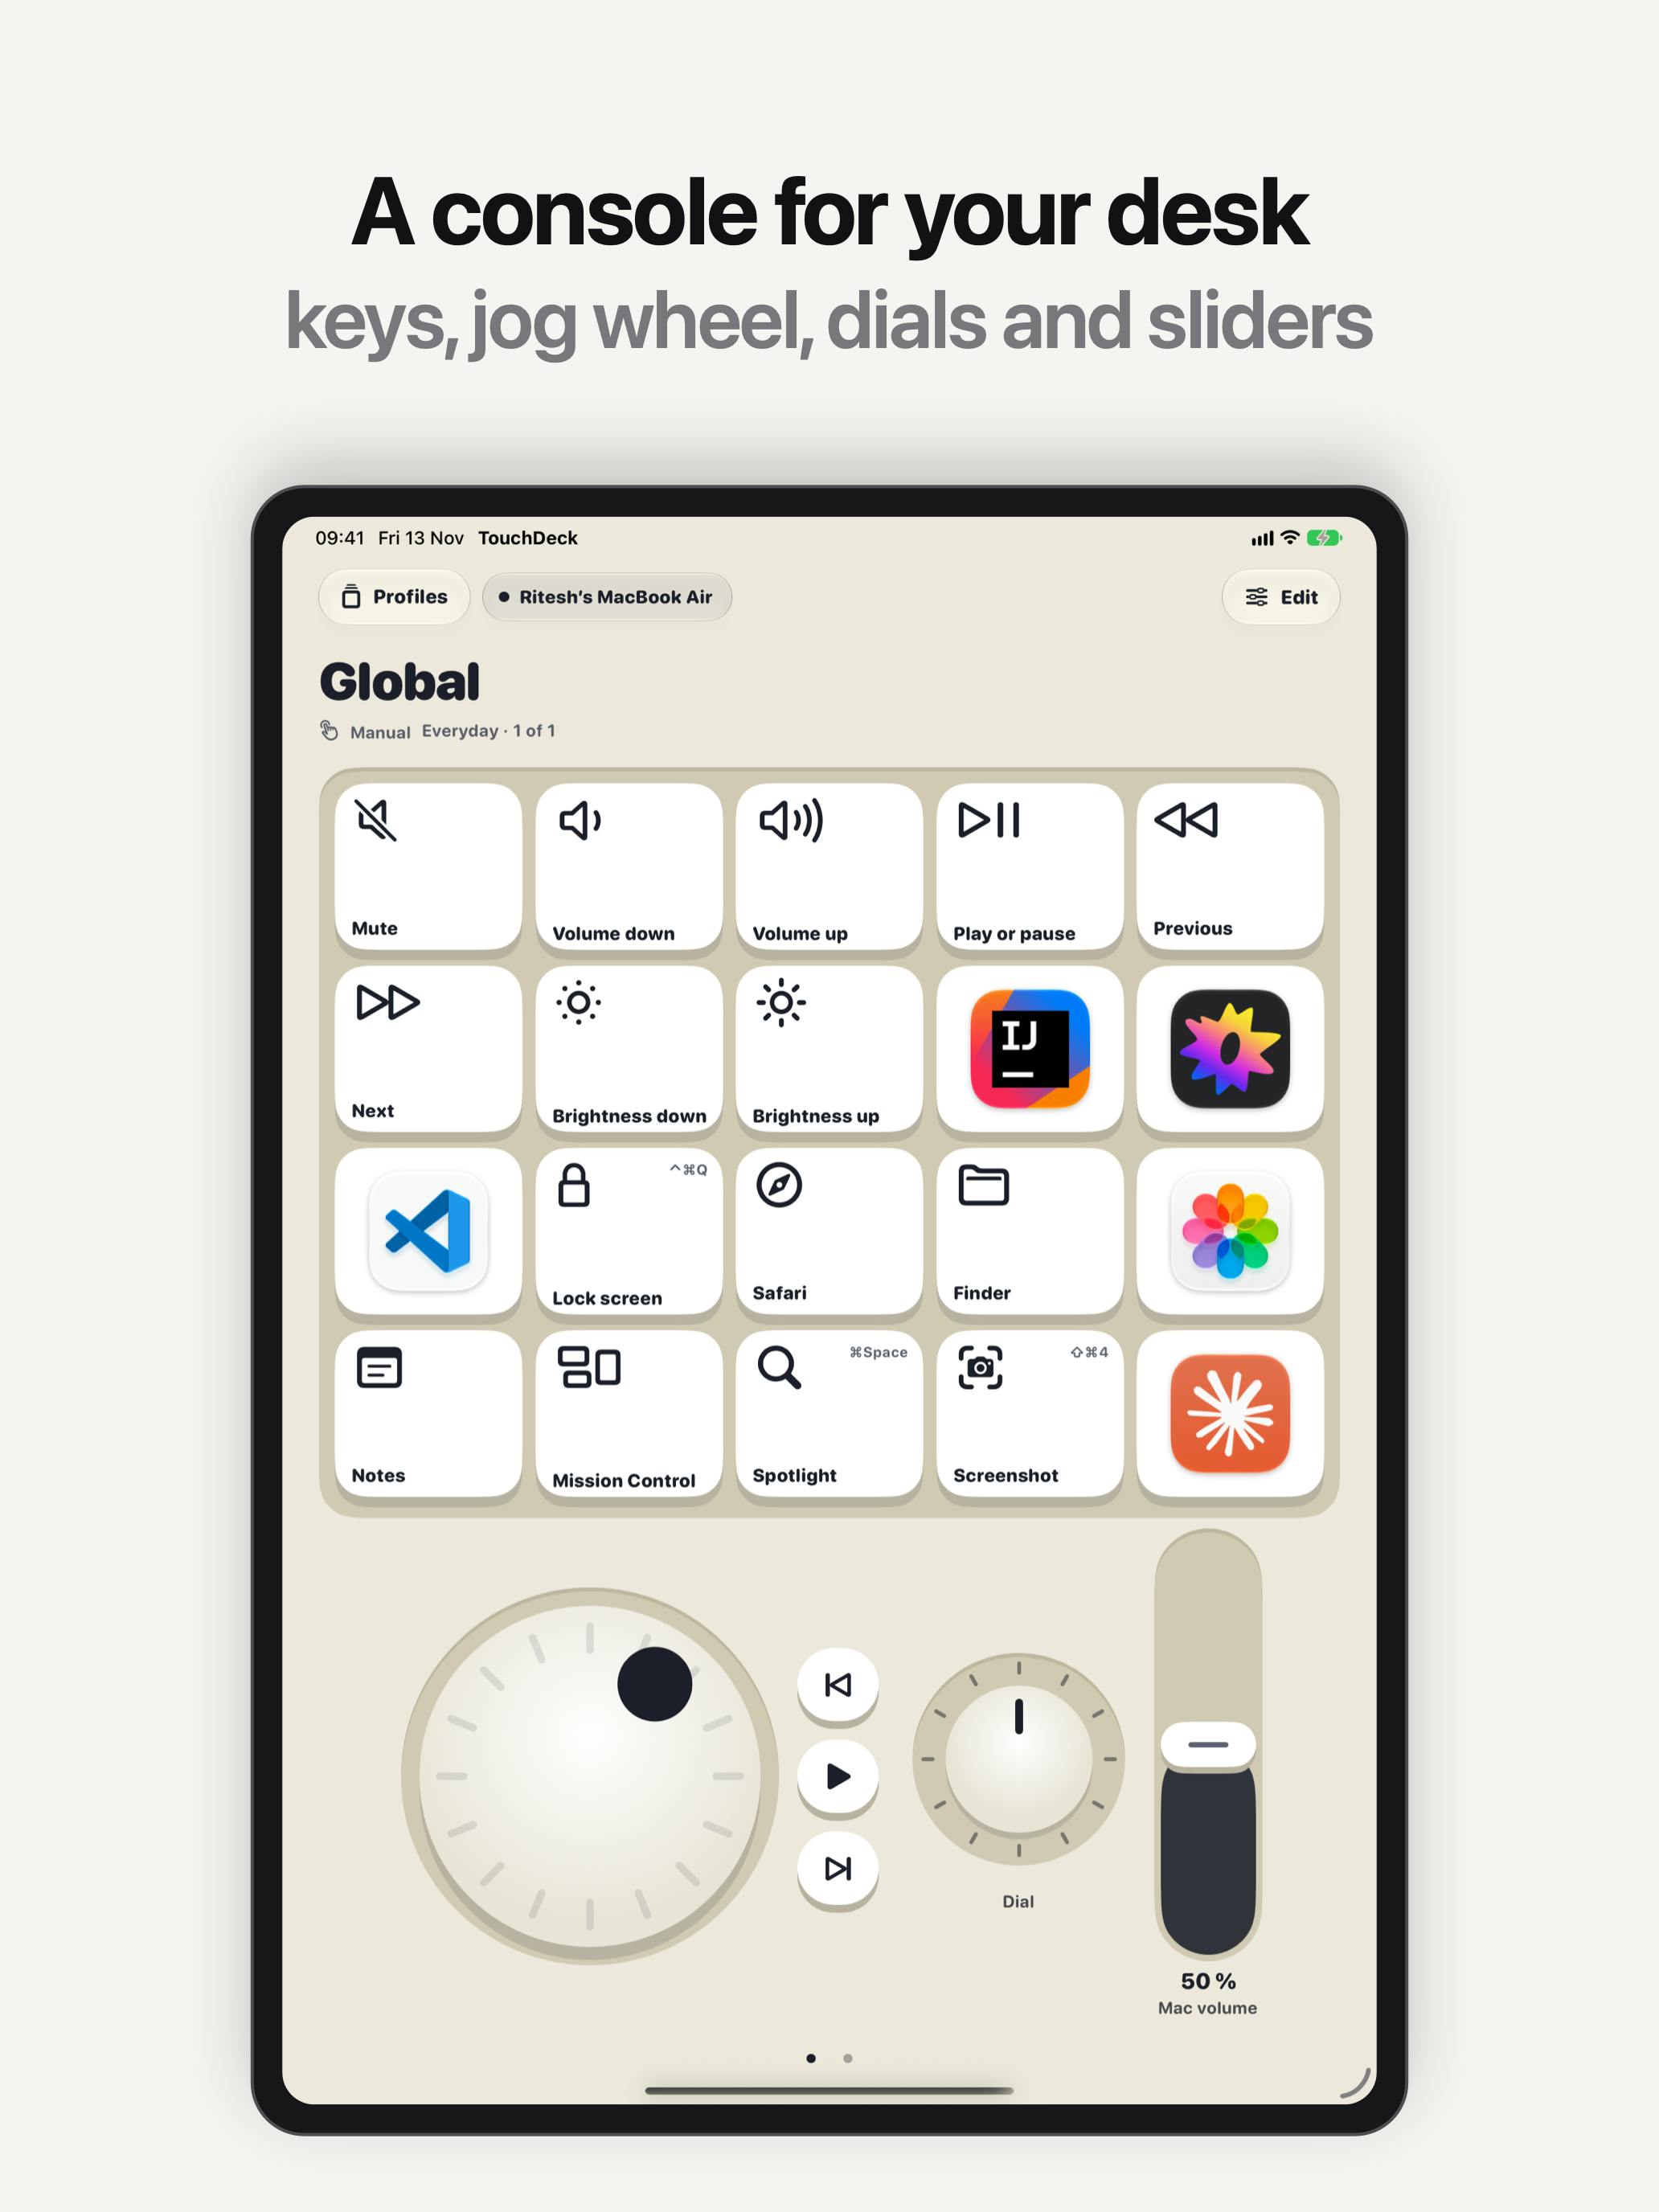 A console for your desk
keys, jog wheel, dials and sliders
09:41 Fri 13 Nov TouchDeck
Profiles
Ritesh's MacBook Air
Edit
Global
Manual Everyday · 1 of 1
Mute
Volume down
Volume up
Play or pause
Previous
Next
Brightness down
Brightness up
IJ
^⌘Q
Lock screen
Safari
Finder
Notes
Mission Control
⌘Space
Spotlight
⇧⌘4
Screenshot
Dial
50 %
Mac volume